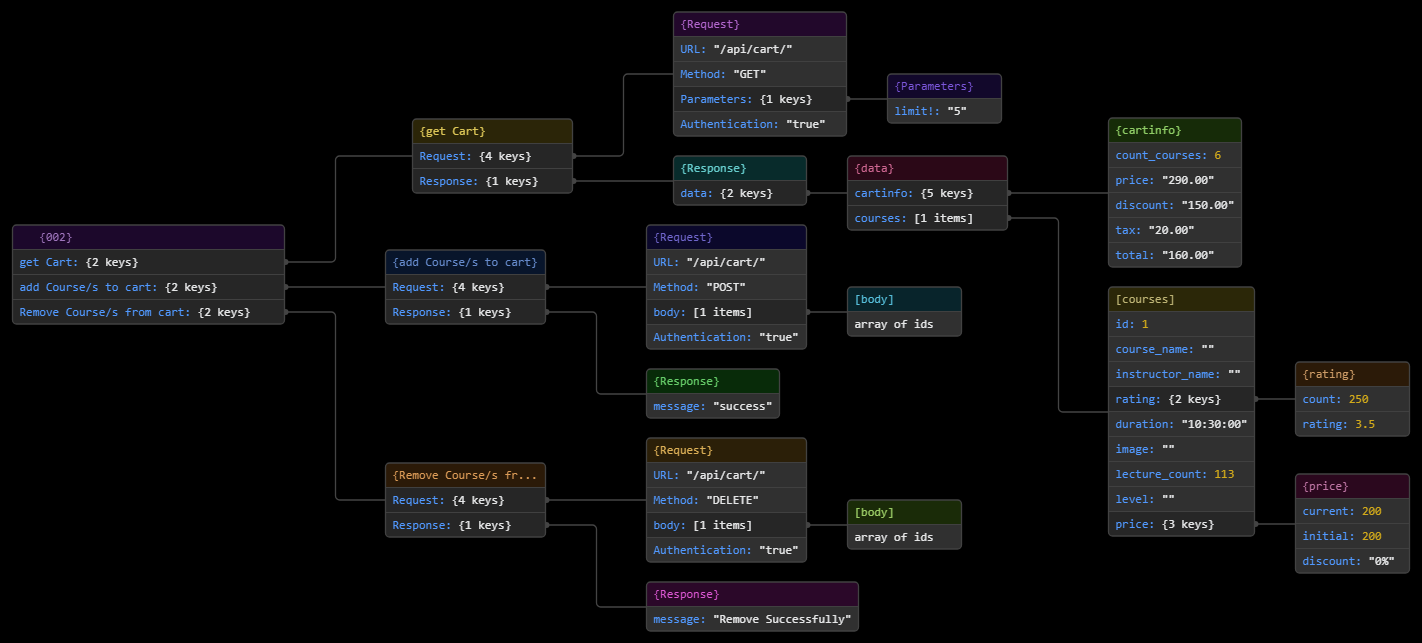 {002}
get Cart: {2 keys}
add Course/s to cart: {2 keys}
Remove Course/s from cart: {2 keys}
{get Cart}
Request: {4 keys}
Response: {1 keys}
{Request}
URL: "/api/cart/"
Method: "GET"
Parameters: {1 keys}
Authentication: "true"
{Parameters}
limit!: "5"
{Response}
data: {2 keys}
{data}
cartinfo: {5 keys}
courses: [1 items]
{cartinfo}
count_courses: 6
price: "290.00"
discount: "150.00"
tax: "20.00"
total: "160.00"
[courses]
id: 1
course_name: ""
instructor_name: ""
rating: {2 keys}
duration: "10:30:00"
image: ""
lecture_count: 113
level: ""
price: {3 keys}
{rating}
count: 250
rating: 3.5
{price}
current: 200
initial: 200
discount: "0%"
{add Course/s to cart}
Request: {4 keys}
Response: {1 keys}
{Request}
URL: "/api/cart/"
Method: "POST"
body: [1 items]
Authentication: "true"
[body]
array of ids
{Response}
message: "success"
{Remove Course/s fr...
Request: {4 keys}
Response: {1 keys}
{Request}
URL: "/api/cart/"
Method: "DELETE"
body: [1 items]
Authentication: "true"
[body]
array of ids
{Response}
message: "Remove Successfully"